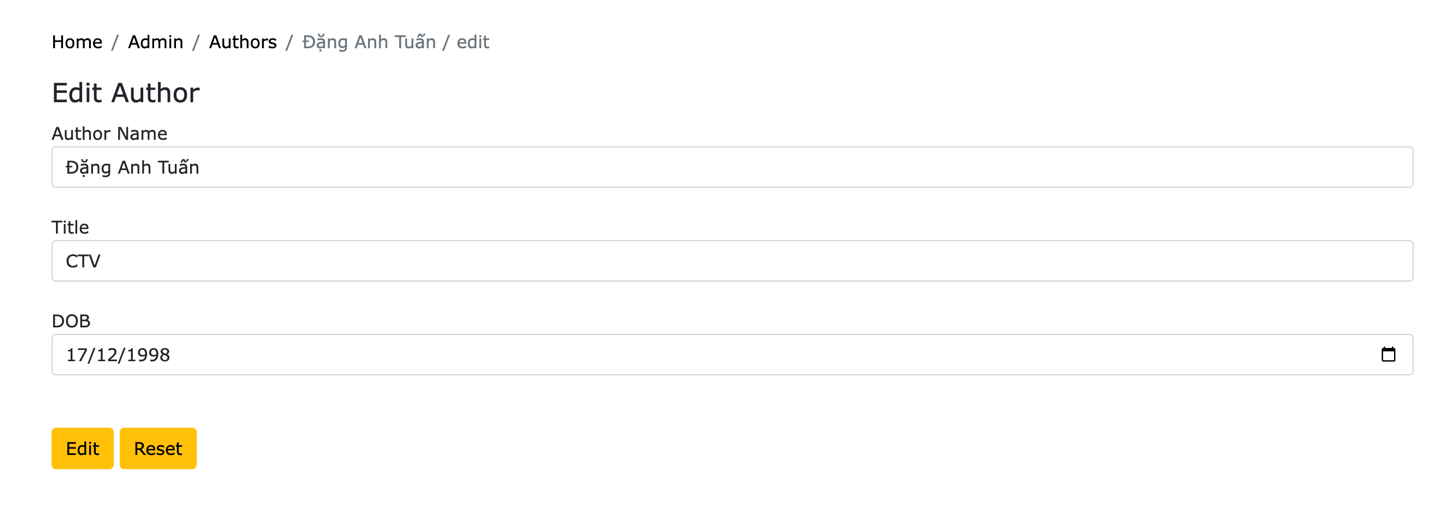 Home / Admin / Authors / Đặng Anh Tuấn / edit
Edit Author
Author Name
Đặng Anh Tuấn
Title
CTV
DOB
17/12/1998
Edit Reset